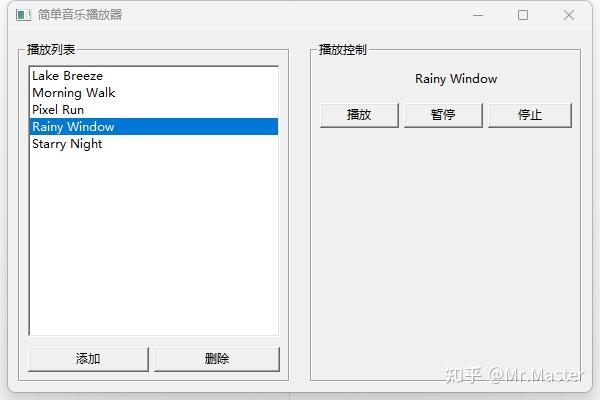 简单音乐播放器
播放列表
Lake Breeze
Morning Walk
Pixel Run
Rainy Window
Starry Night
添加 删除
播放控制
Rainy Window
播放 暂停 停止
知乎 @Mr.Master